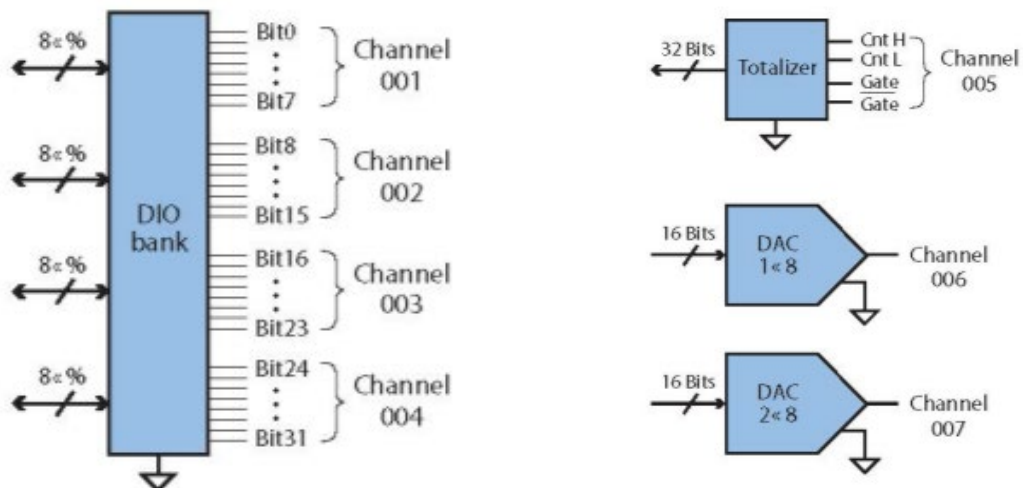 8« %
Bit0
Bit7
Channel
001
8« %
Bit8
Bit15
Channel
002
DIO
bank
8« %
Bit16
Bit23
Channel
003
8« %
Bit24
Bit31
Channel
004
32 Bits
Totalizer
Cnt H
Cnt L
Gate
Gate
Channel
005
16 Bits
DAC
1« 8
Channel
006
16 Bits
DAC
2« 8
Channel
007